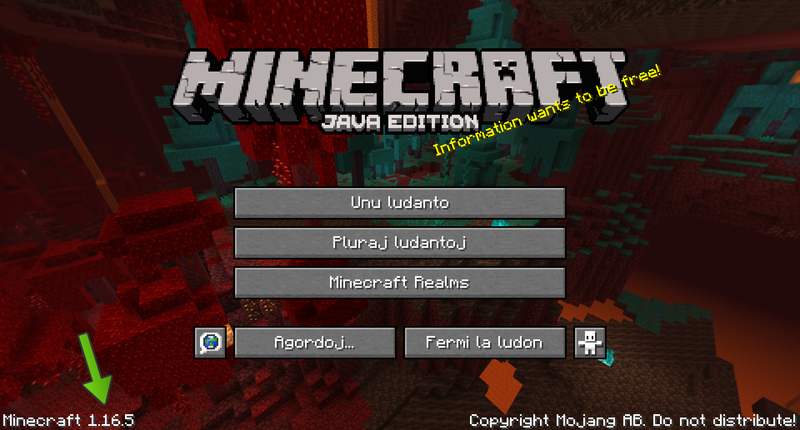 MINECRAFT
JAVA EDITION
Information wants to be free!
Unu ludanto
Pluraj ludantoj
Minecraft Realms
Agordoj...
Fermi la ludon
Minecraft 1.16.5
Copyright Mojang AB. Do not distribute!